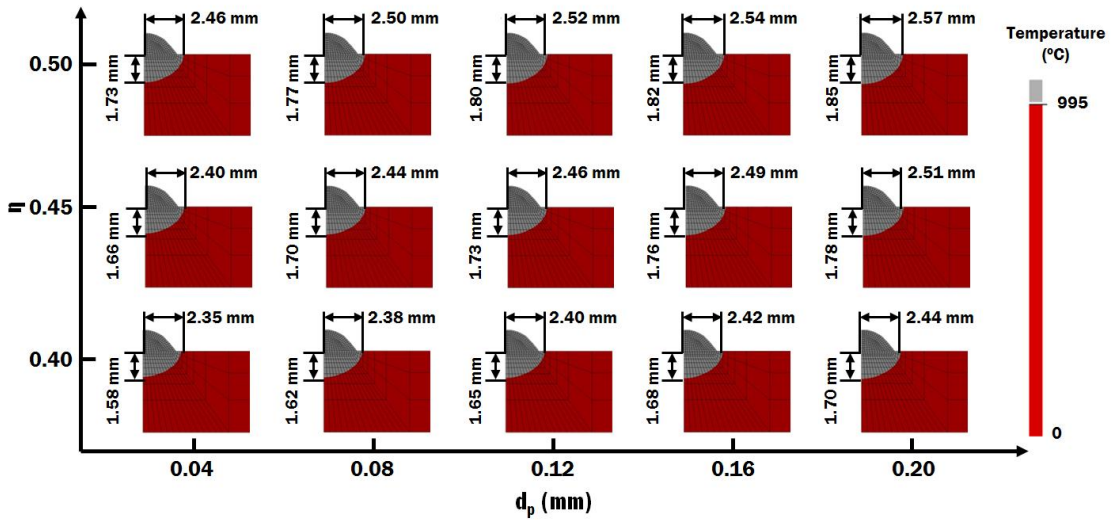 2.46 mm 2.50 mm 2.52 mm 2.54 mm 2.57 mm
Temperature
(ºC)
0.50
1.73 mm 1.77 mm 1.80 mm 1.82 mm 1.85 mm
995
2.40 mm 2.44 mm 2.46 mm 2.49 mm 2.51 mm
η
0.45
1.66 mm 1.70 mm 1.73 mm 1.76 mm 1.78 mm
2.35 mm 2.38 mm 2.40 mm 2.42 mm 2.44 mm
0.40
1.58 mm 1.62 mm 1.65 mm 1.68 mm 1.70 mm
0
0.04 0.08 0.12 0.16 0.20
dp (mm)